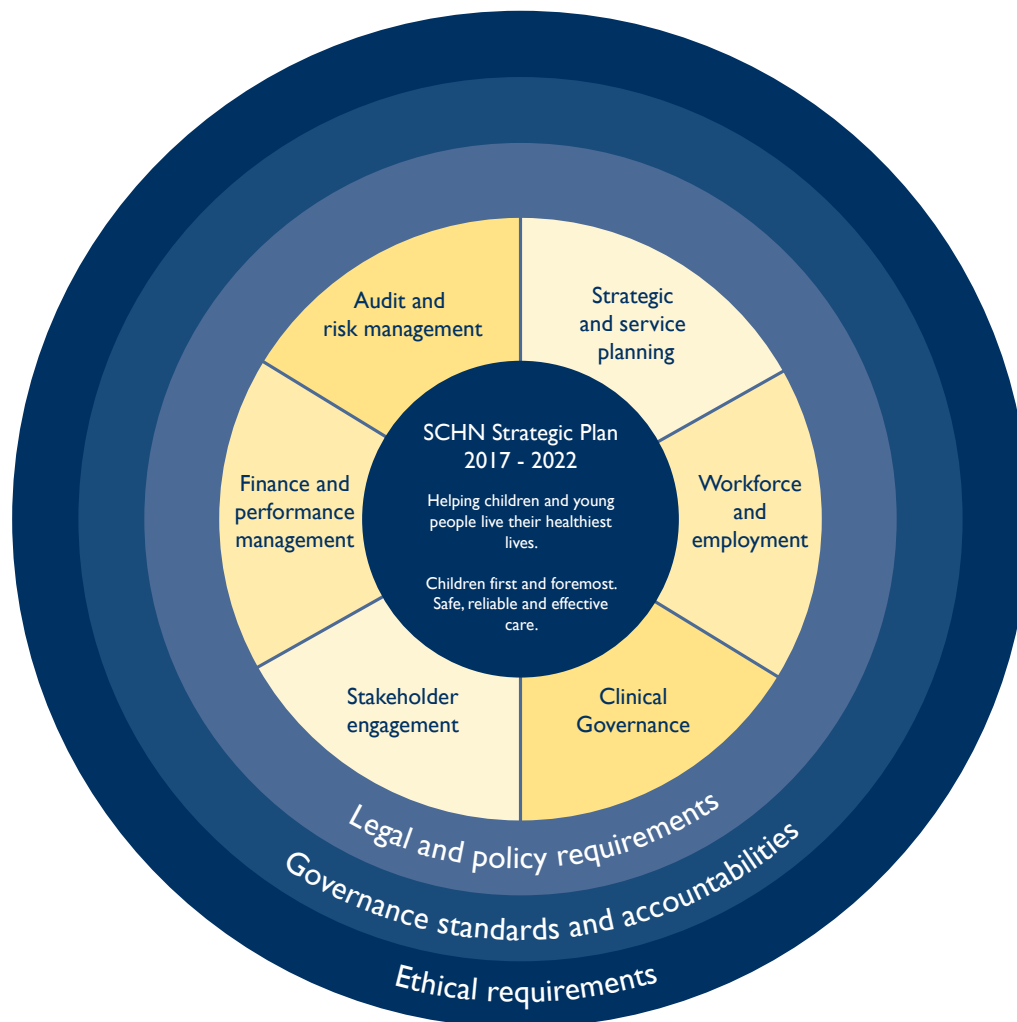 Audit and
risk management
Strategic
and service
planning
SCHN Strategic Plan
2017 - 2022
Helping children and young
people live their healthiest
lives.
Children first and foremost.
Safe, reliable and effective
care.
Finance and
performance
management
Workforce
and
employment
Stakeholder
engagement
Clinical
Governance
Legal and policy requirements
Governance standards and accountabilities
Ethical requirements